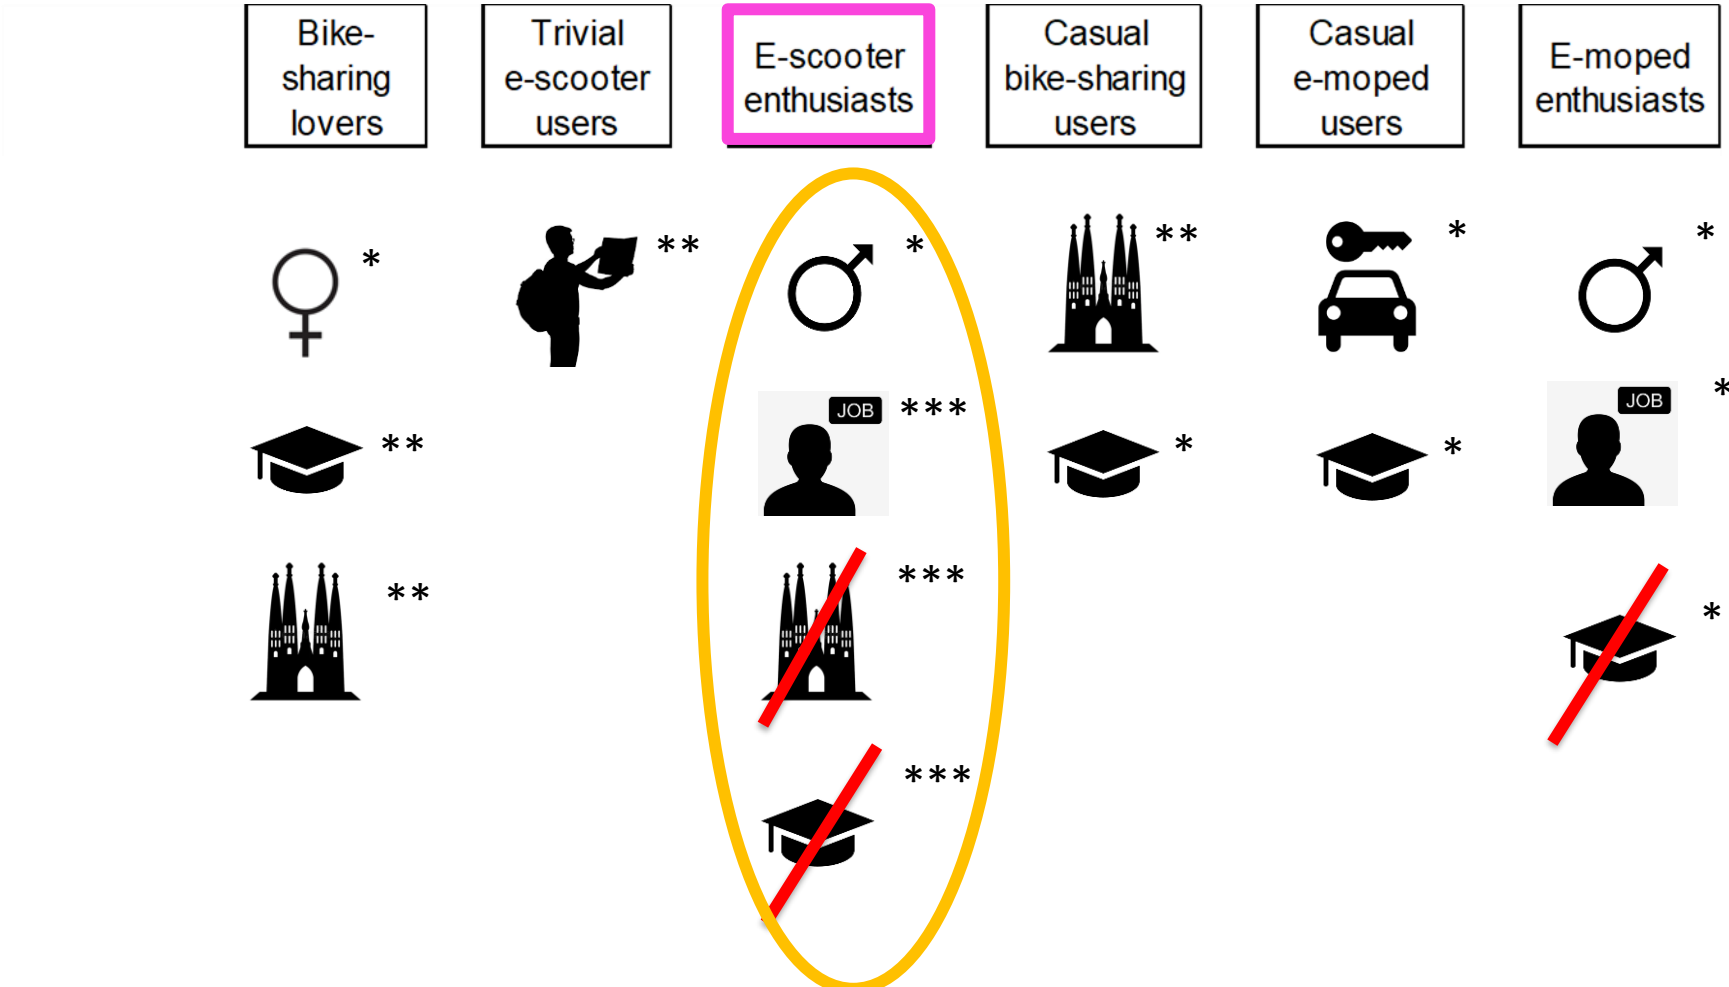 Bike-
sharing
lovers
Trivial
e-scooter
users
E-scooter
enthusiasts
Casual
bike-sharing
users
Casual
e-moped
users
E-moped
enthusiasts
*
**
*
**
*
*
JOB
***
JOB
*
**
*
*
**
***
*
***